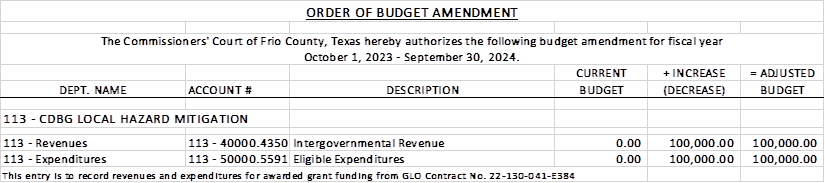 ORDER OF BUDGET AMENDMENT
The Commissioners' Court of Frio County, Texas hereby authorizes the following budget amendment for fiscal year
October 1, 2023 - September 30, 2024.
CURRENT + INCREASE = ADJUSTED
DEPT. NAME ACCOUNT # DESCRIPTION BUDGET (DECREASE) BUDGET
113 - CDBG LOCAL HAZARD MITIGATION
113 - Revenues 113 - 40000.4350 Intergovernmental Revenue 0.00 100,000.00 100,000.00
113 - Expenditures 113 - 50000.5591 Eligible Expenditures 0.00 100,000.00 100,000.00
This entry is to record revenues and expenditures for awarded grant funding from GLO Contract No. 22-130-041-E384